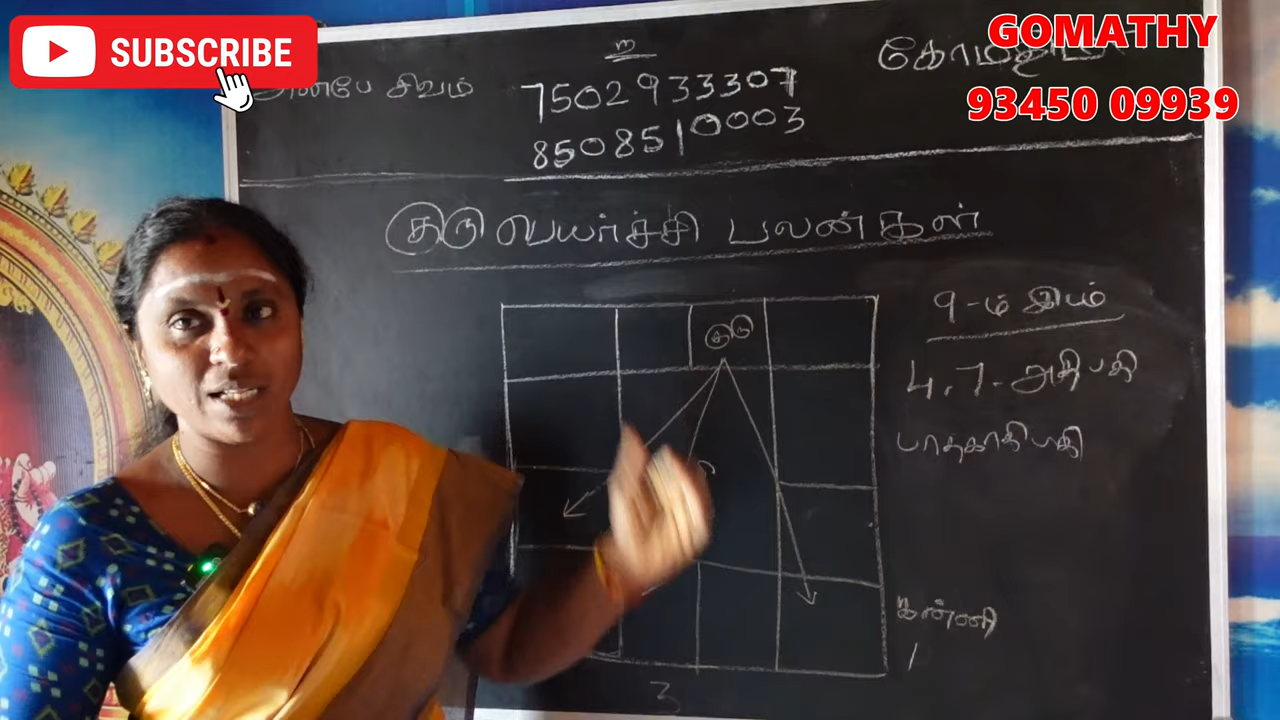 SUBSCRIBE
GOMATHY
93450 09939
உ
அன்பே சிவம்
7502933307
8508510003
குரு பெயர்ச்சி பலன்கள்
குரு
9-ம் இடம்
4,7-அதிபதி
பாதகாதிபதி
கன்னி
3